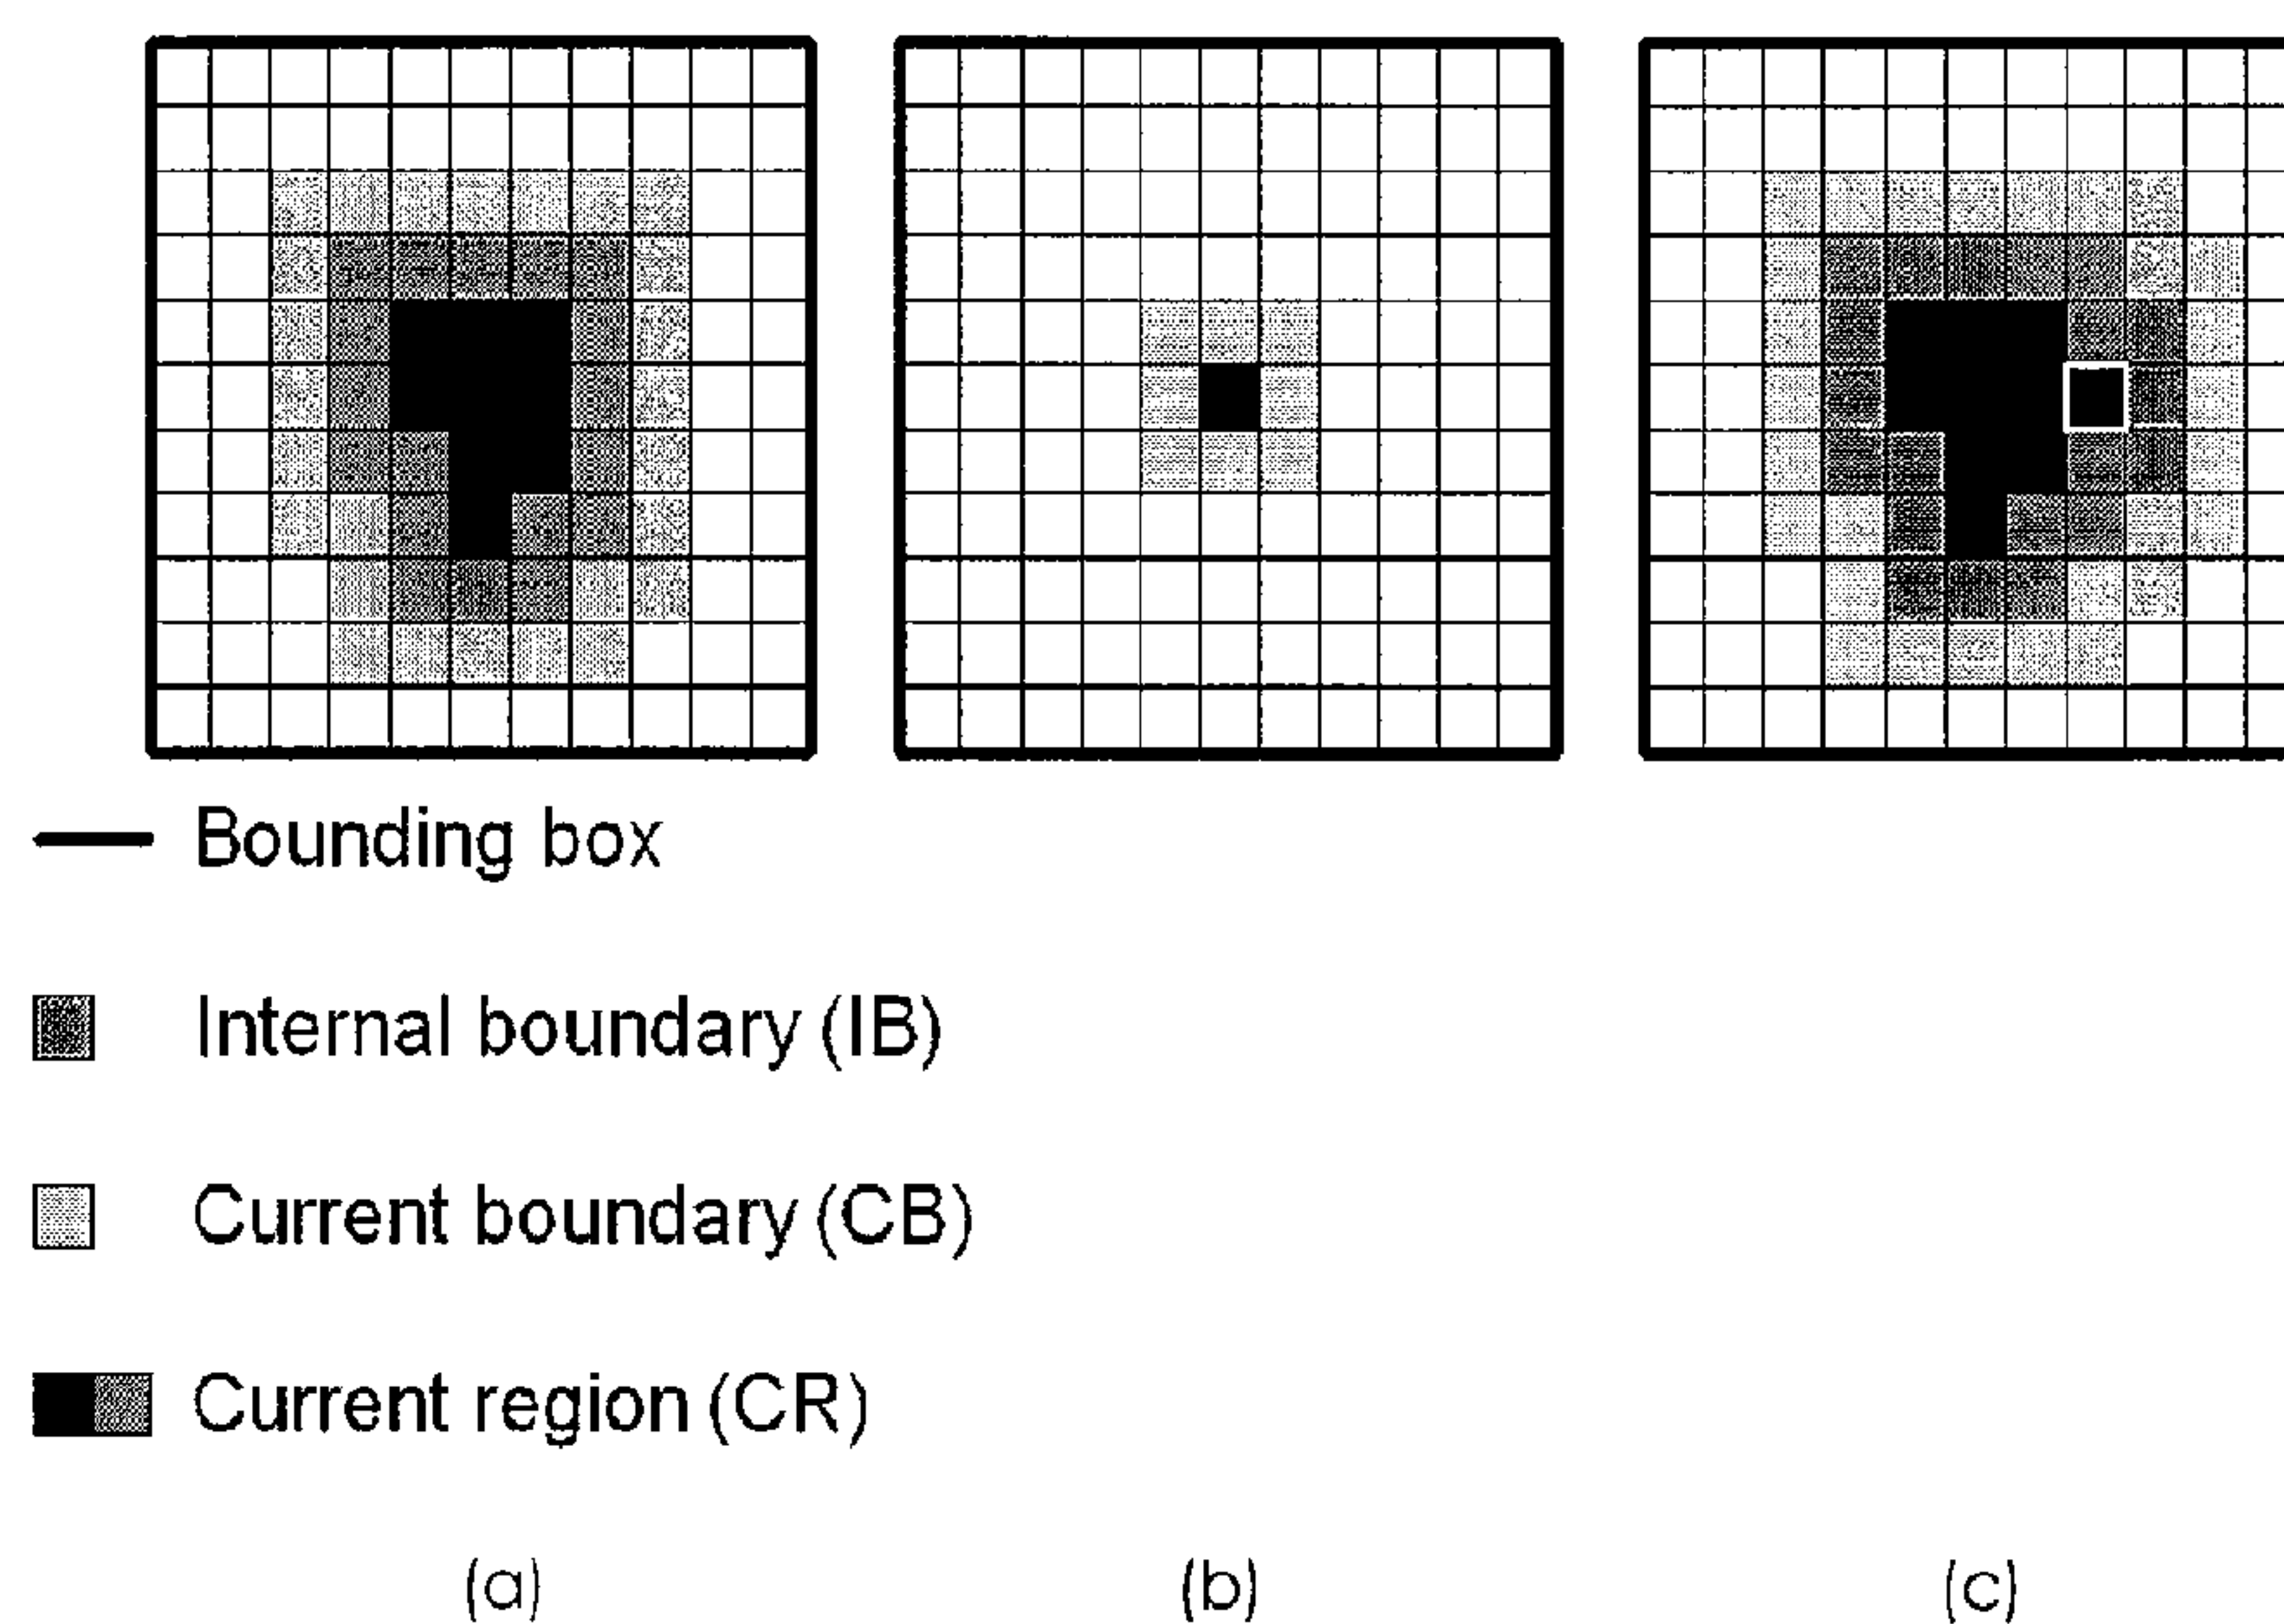 Bounding box
Internal boundary (IB)
Current boundary (CB)
Current region (CR)
(a) (b) (c)